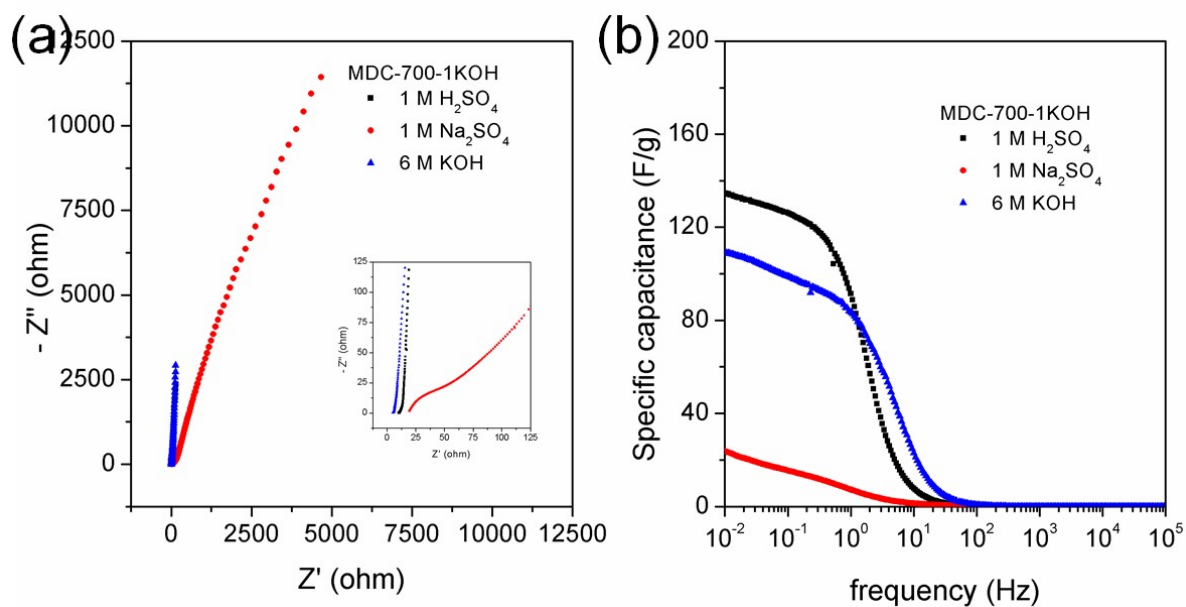 (a)
12500
10000
7500
5000
2500
0
- Z" (ohm)
0 2500 5000 7500 10000 12500
Z' (ohm)
MDC-700-1KOH
1 M H₂SO₄
1 M Na₂SO₄
6 M KOH
125
100
75
50
25
0
- Z" (ohm)
0 25 50 75 100 125
Z' (ohm)
(b)
200
160
120
80
40
0
Specific capacitance (F/g)
10⁻² 10⁻¹ 10⁰ 10¹ 10² 10³ 10⁴ 10⁵
frequency (Hz)
MDC-700-1KOH
1 M H₂SO₄
1 M Na₂SO₄
6 M KOH